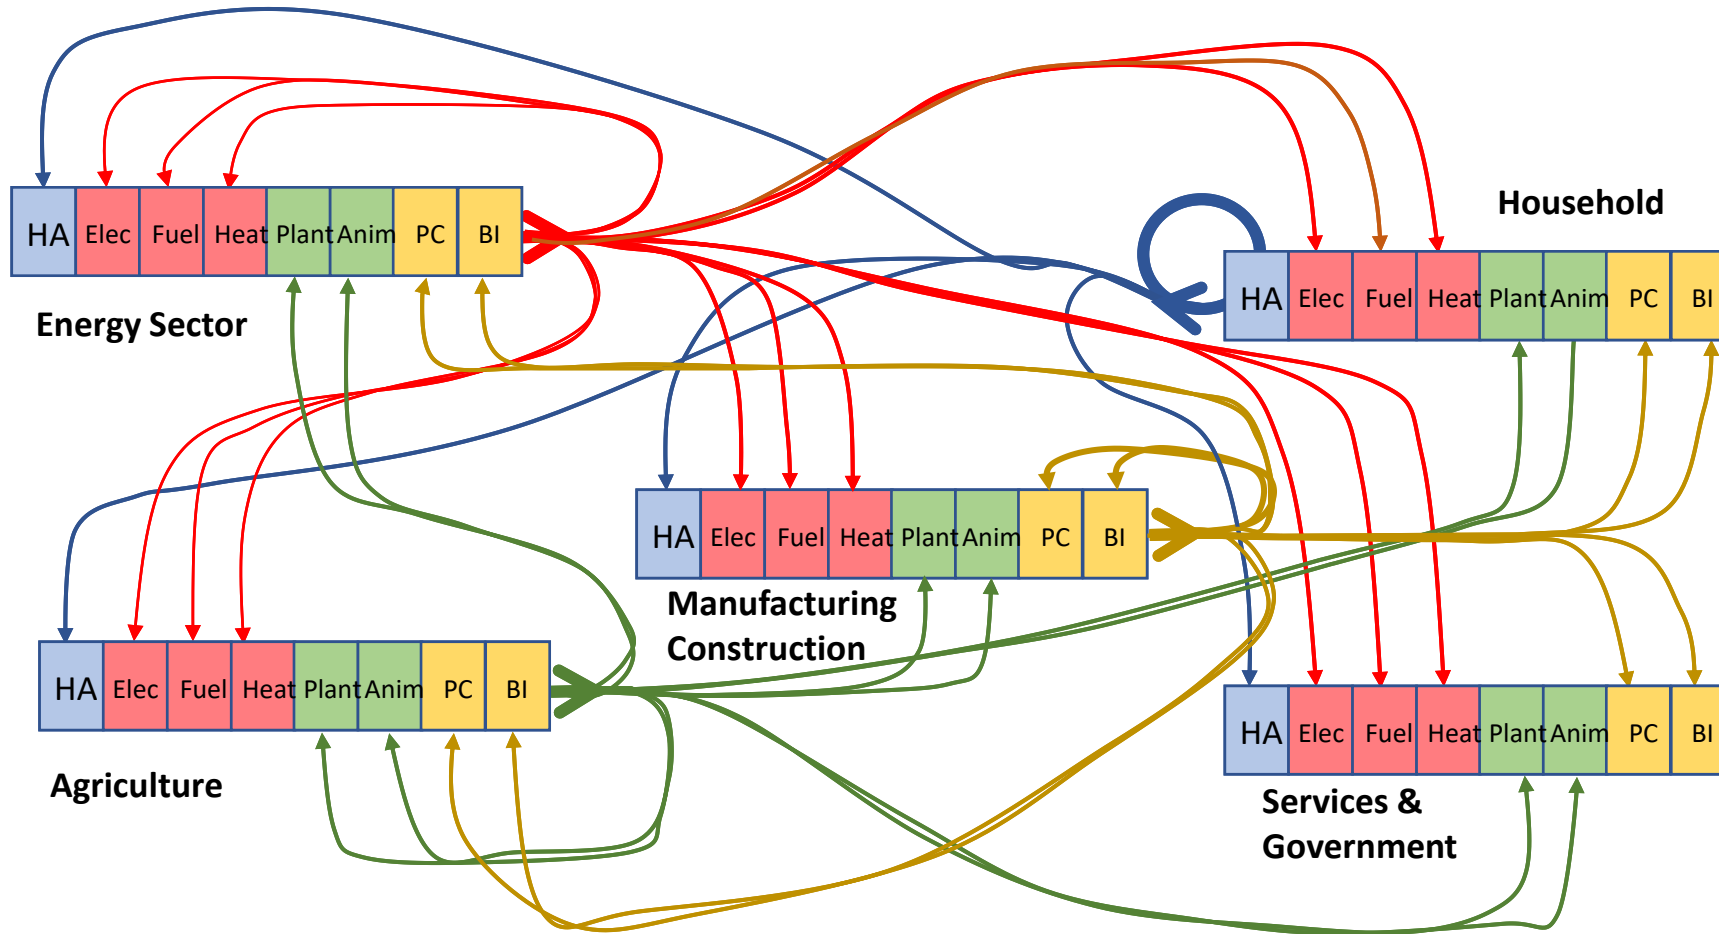 HA Elec Fuel Heat Plant Anim PC BI
Energy Sector
Household
HA Elec Fuel Heat Plant Anim PC BI
HA Elec Fuel Heat Plant Anim PC BI
Manufacturing
Construction
HA Elec Fuel Heat Plant Anim PC BI
Agriculture
HA Elec Fuel Heat Plant Anim PC BI
Services &
Government